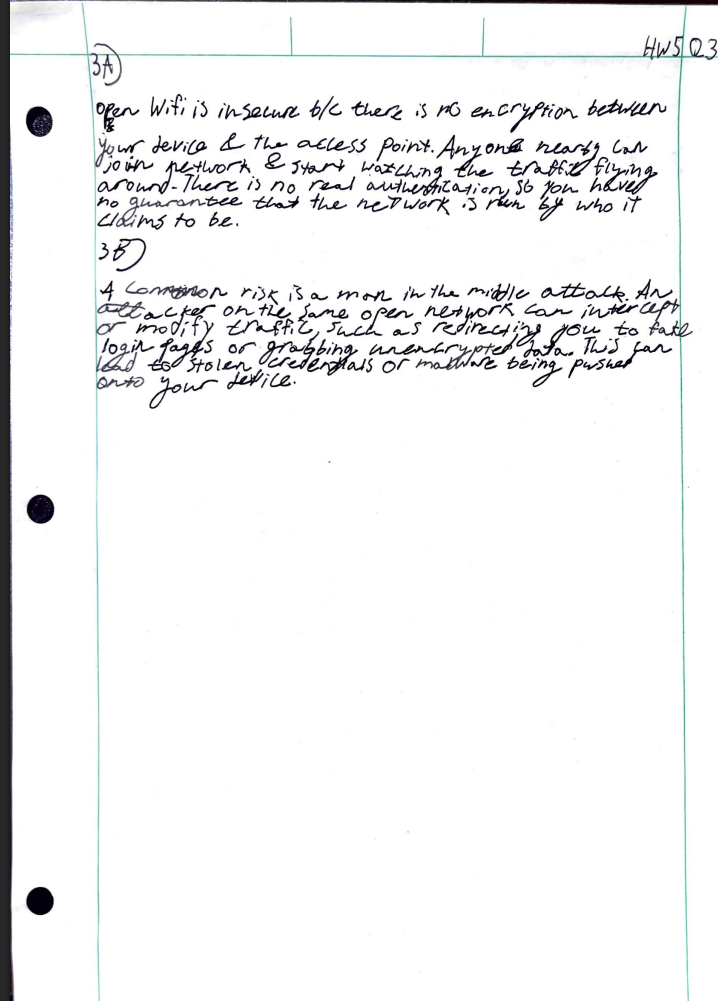 HW5 Q3
3A)
Open Wifi is insecure b/c there is no encryption between
your device & the access point. Anyone nearby can
join network & start watching the traffic flying
around. There is no real authentication, so you have
no guarantee that the network is run by who it
claims to be.
3B)
A common risk is a man in the middle attack. An
attacker on the same open network can intercept
or modify traffic, such as redirecting you to fake
login pages or grabbing unencrypted data. This can
lead to stolen credentials or malware being pushed
onto your device.